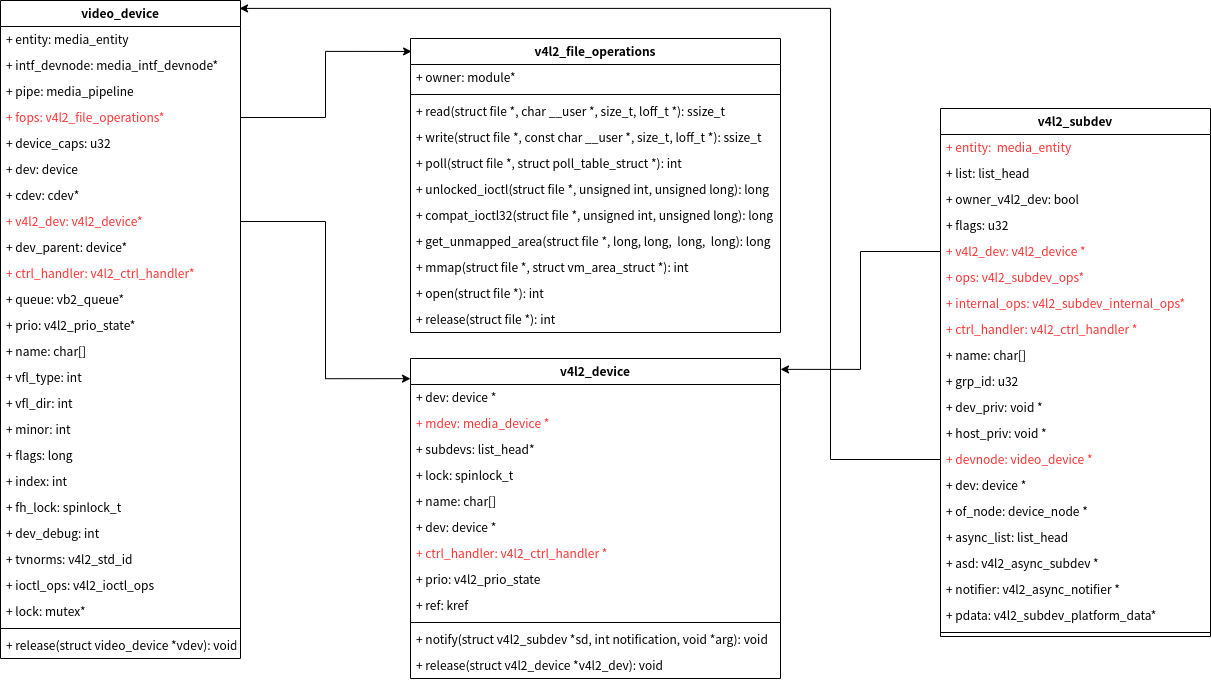 video_device
+ entity: media_entity
+ intf_devnode: media_intf_devnode*
+ pipe: media_pipeline
+ fops: v4l2_file_operations*
+ device_caps: u32
+ dev: device
+ cdev: cdev*
+ v4l2_dev: v4l2_device*
+ dev_parent: device*
+ ctrl_handler: v4l2_ctrl_handler*
+ queue: vb2_queue*
+ prio: v4l2_prio_state*
+ name: char[]
+ vfl_type: int
+ vfl_dir: int
+ minor: int
+ flags: long
+ index: int
+ fh_lock: spinlock_t
+ dev_debug: int
+ tvnorms: v4l2_std_id
+ ioctl_ops: v4l2_ioctl_ops
+ lock: mutex*
+ release(struct video_device *vdev): void
v4l2_file_operations
+ owner: module*
+ read(struct file *, char __user *, size_t, loff_t *): ssize_t
+ write(struct file *, const char __user *, size_t, loff_t *): ssize_t
+ poll(struct file *, struct poll_table_struct *): int
+ unlocked_ioctl(struct file *, unsigned int, unsigned long): long
+ compat_ioctl32(struct file *, unsigned int, unsigned long): long
+ get_unmapped_area(struct file *, long, long, long, long): long
+ mmap(struct file *, struct vm_area_struct *): int
+ open(struct file *): int
+ release(struct file *): int
v4l2_device
+ dev: device *
+ mdev: media_device *
+ subdevs: list_head*
+ lock: spinlock_t
+ name: char[]
+ dev: device *
+ ctrl_handler: v4l2_ctrl_handler *
+ prio: v4l2_prio_state
+ ref: kref
+ notify(struct v4l2_subdev *sd, int notification, void *arg): void
+ release(struct v4l2_device *v4l2_dev): void
v4l2_subdev
+ entity: media_entity
+ list: list_head
+ owner_v4l2_dev: bool
+ flags: u32
+ v4l2_dev: v4l2_device *
+ ops: v4l2_subdev_ops*
+ internal_ops: v4l2_subdev_internal_ops*
+ ctrl_handler: v4l2_ctrl_handler *
+ name: char[]
+ grp_id: u32
+ dev_priv: void *
+ host_priv: void *
+ devnode: video_device *
+ dev: device *
+ of_node: device_node *
+ async_list: list_head
+ asd: v4l2_async_subdev *
+ notifier: v4l2_async_notifier *
+ pdata: v4l2_subdev_platform_data*